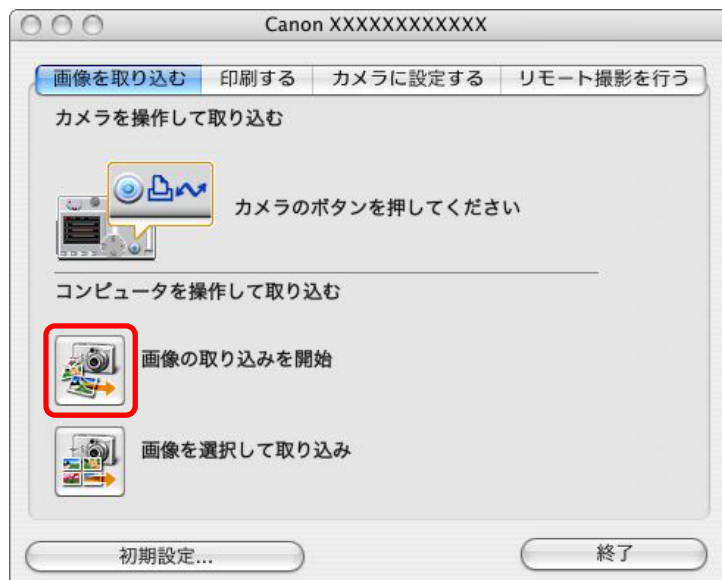 Canon XXXXXXXXXXXX
画像を取り込む 印刷する カメラに設定する リモート撮影を行う
カメラを操作して取り込む
カメラのボタンを押してください
コンピュータを操作して取り込む
画像の取り込みを開始
画像を選択して取り込み
初期設定... 終了